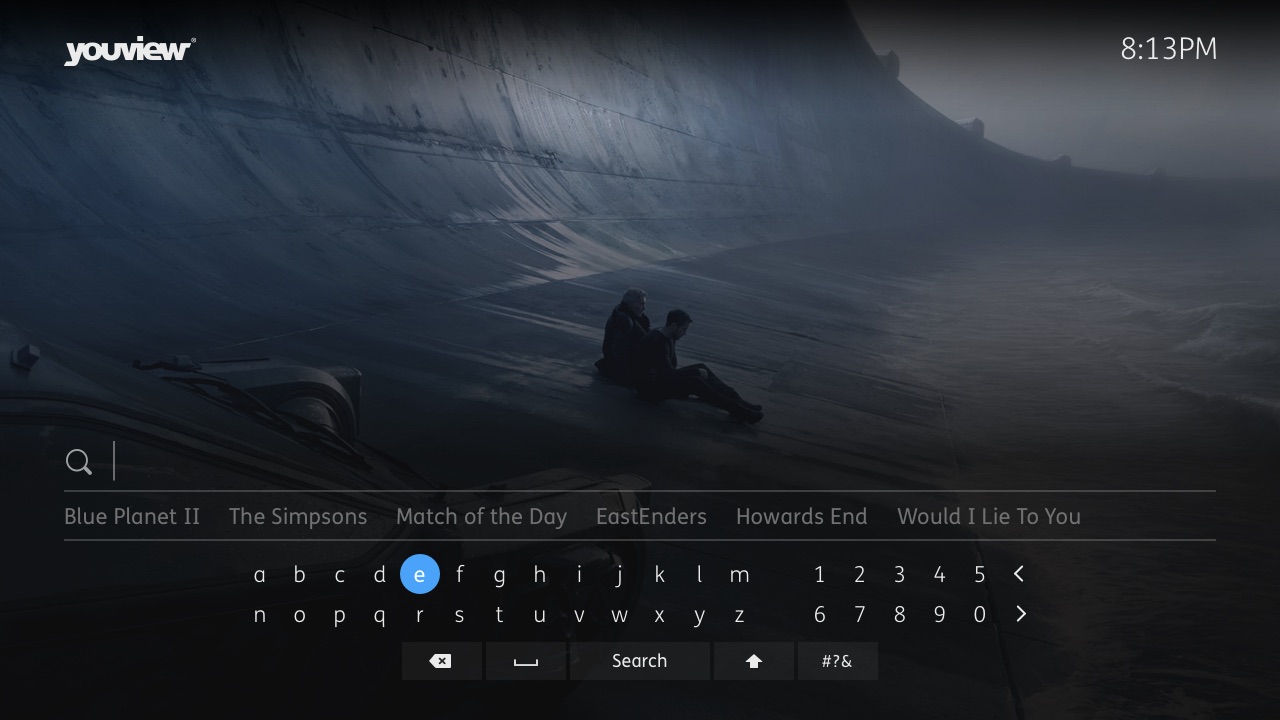 youview®
8:13PM
Blue Planet II The Simpsons Match of the Day EastEnders Howards End Would I Lie To You
a b c d e f g h i j k l m 1 2 3 4 5 <
n o p q r s t u v w x y z 6 7 8 9 0 >
Search #?&